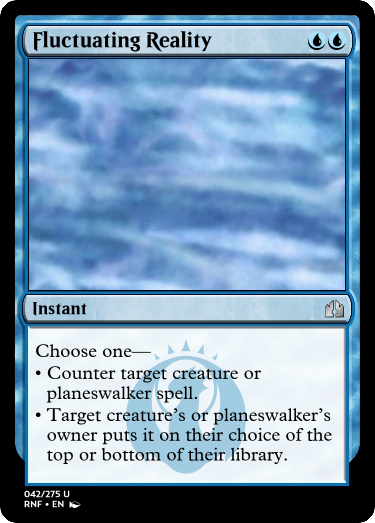 Fluctuating Reality
Instant
Choose one—
• Counter target creature or
planeswalker spell.
• Target creature's or planeswalker's
owner puts it on their choice of the
top or bottom of their library.
042/275 U
RNF • EN